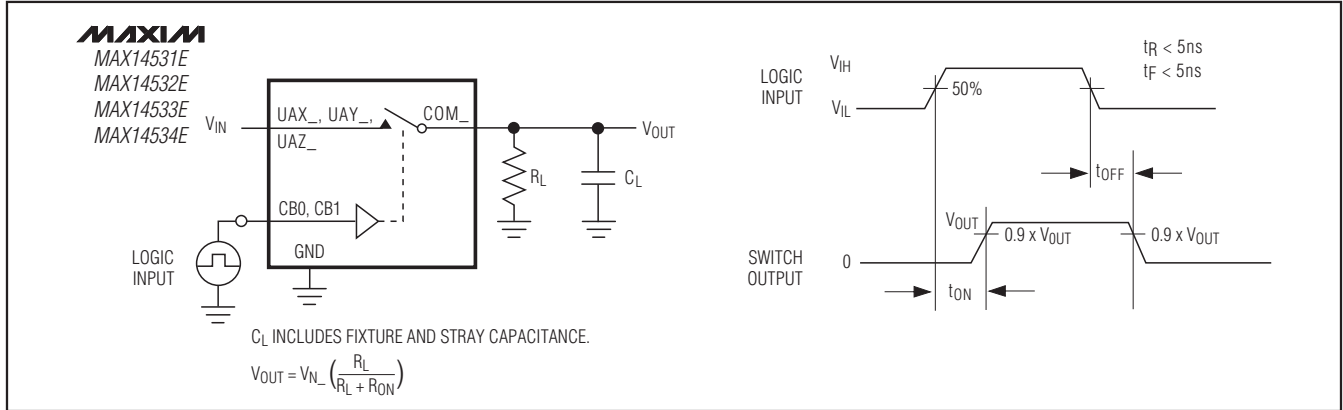 MAXIM
MAX14531E
MAX14532E
MAX14533E
MAX14534E
VIN
UAX_, UAY_,
UAZ_
COM_
VOUT
RL
CL
CB0, CB1
GND
LOGIC
INPUT
CL INCLUDES FIXTURE AND STRAY CAPACITANCE.
VOUT = VN_ (RL / RL + RON)
LOGIC
INPUT
VIH
VIL
50%
tR < 5ns
tF < 5ns
tOFF
VOUT
0.9 x VOUT
0.9 x VOUT
SWITCH
OUTPUT
0
tON